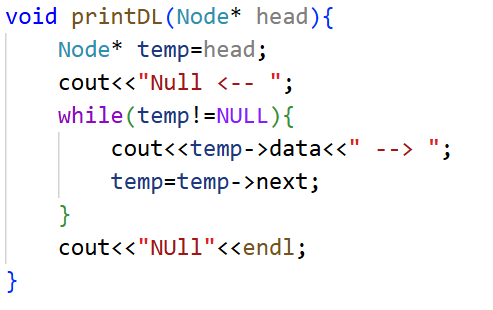 void printDL(Node* head){
    Node* temp=head;
    cout<<"Null <-- ";
    while(temp!=NULL){
        cout<<temp->data<<" --> ";
        temp=temp->next;
    }
    cout<<"NUll"<<endl;
}